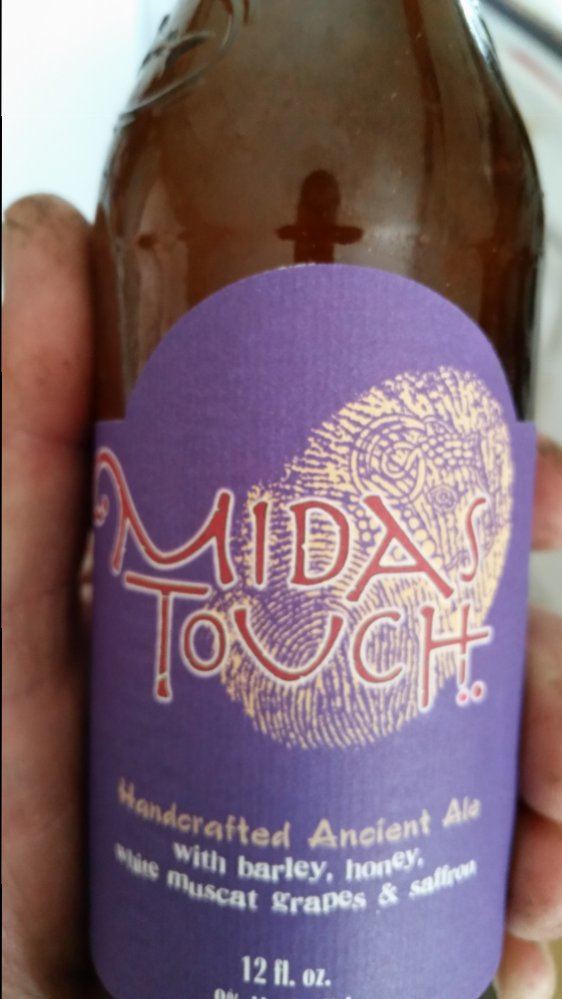 MIDAS
TOUCH
Handcrafted Ancient Ale
with barley, honey,
white muscat grapes & saffron
12 fl. oz.